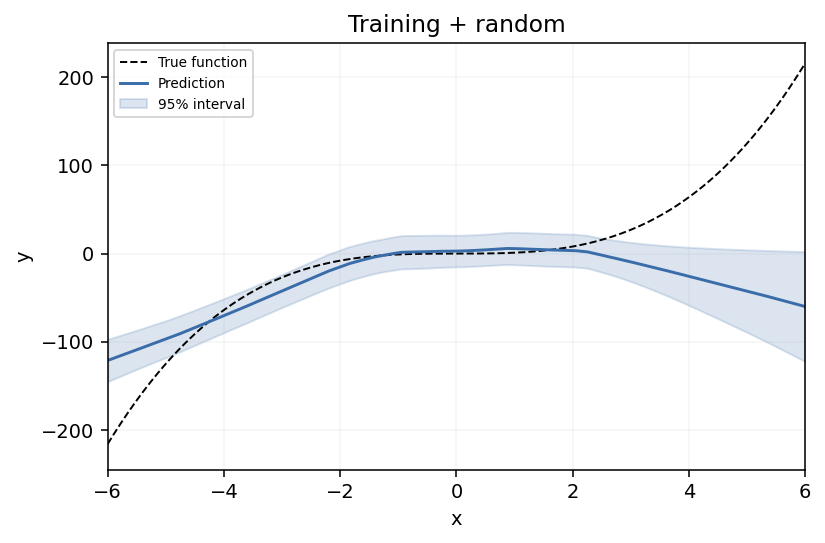 Training + random
True function
Prediction
95% interval
200
100
0
−100
−200
y
−6
−4
−2
0
2
4
6
x